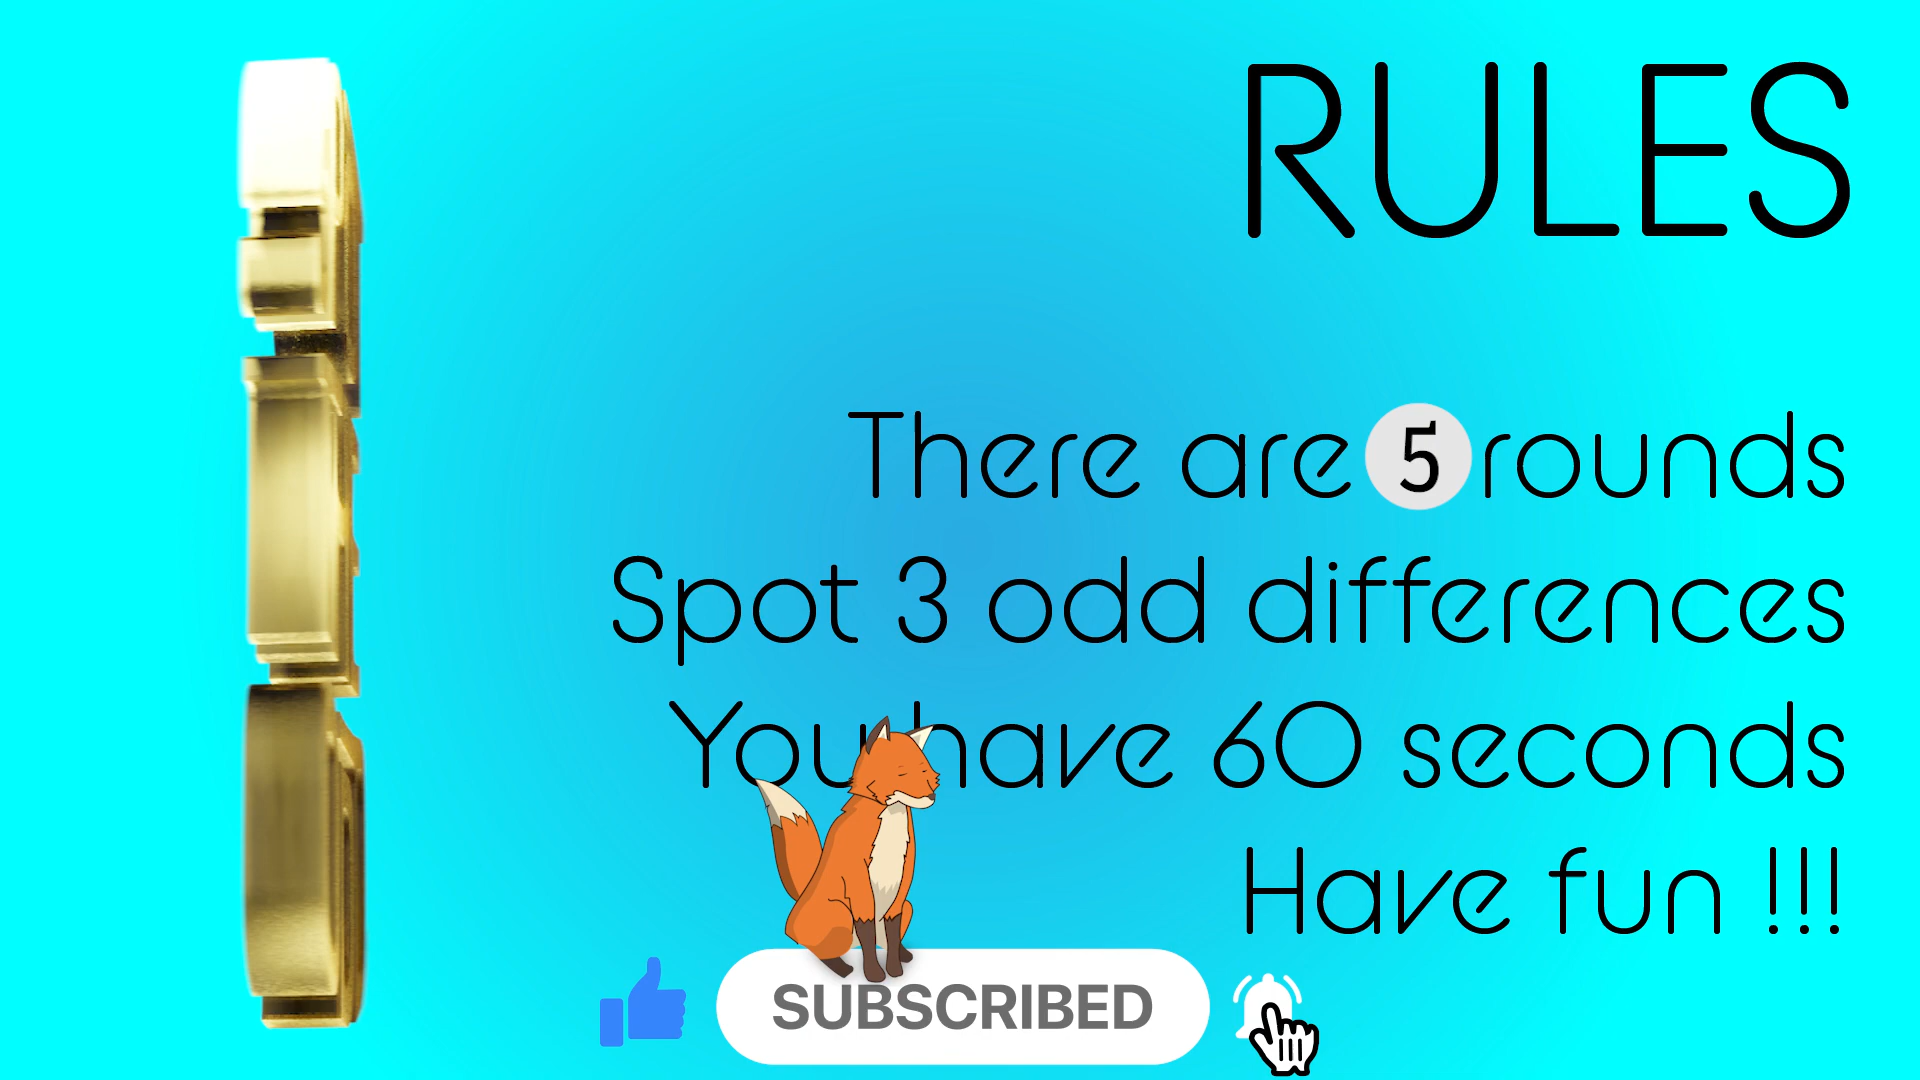 RULES
There are 5 rounds
Spot 3 odd differences
You have 60 seconds
Have fun !!!
SUBSCRIBED